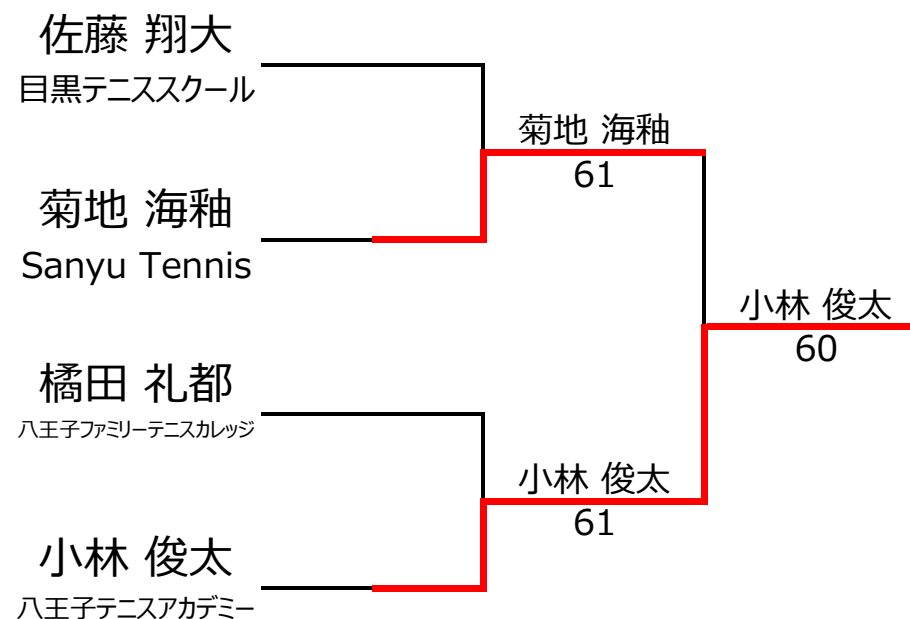 佐藤 翔大
目黒テニススクール
菊地 海釉
Sanyu Tennis
橘田 礼都
八王子ファミリーテニスカレッジ
小林 俊太
八王子テニスアカデミー
菊地 海釉
61
小林 俊太
61
小林 俊太
60